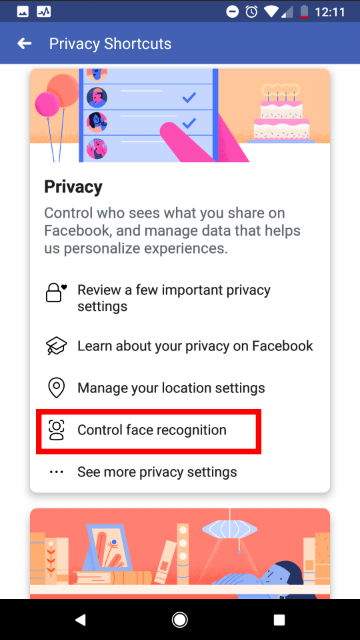 12:11
Privacy Shortcuts
Privacy
Control who sees what you share on
Facebook, and manage data that helps
us personalize experiences.
Review a few important privacy
settings
Learn about your privacy on Facebook
Manage your location settings
Control face recognition
See more privacy settings